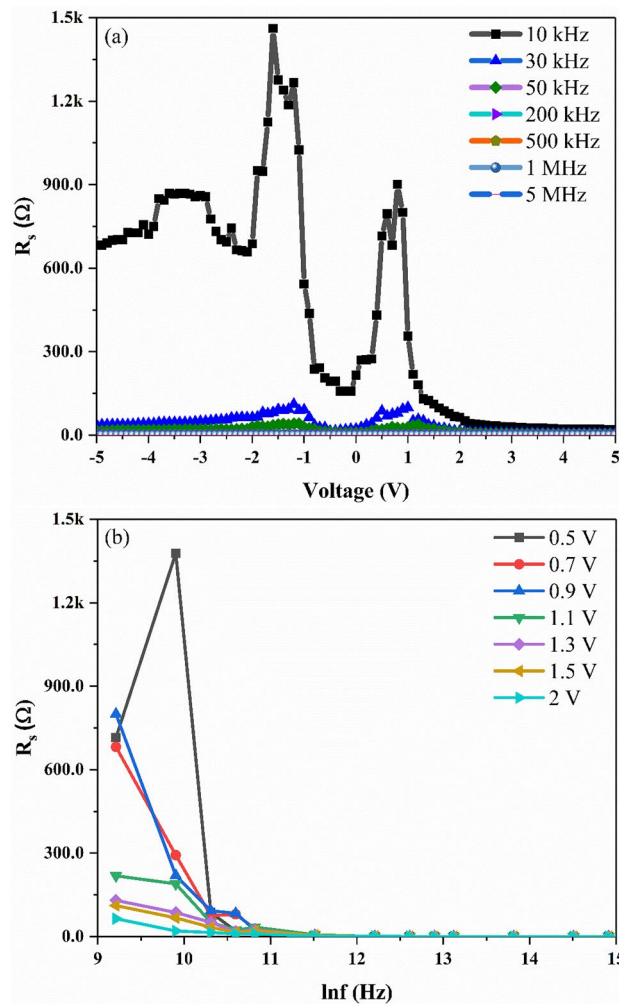 (a)
1.5k
1.2k
900.0
600.0
300.0
0.0
Rs (Ω)
10 kHz
30 kHz
50 kHz
200 kHz
500 kHz
1 MHz
5 MHz
-5 -4 -3 -2 -1 0 1 2 3 4 5
Voltage (V)
(b)
1.5k
1.2k
900.0
600.0
300.0
0.0
Rs (Ω)
0.5 V
0.7 V
0.9 V
1.1 V
1.3 V
1.5 V
2 V
9 10 11 12 13 14 15
lnf (Hz)